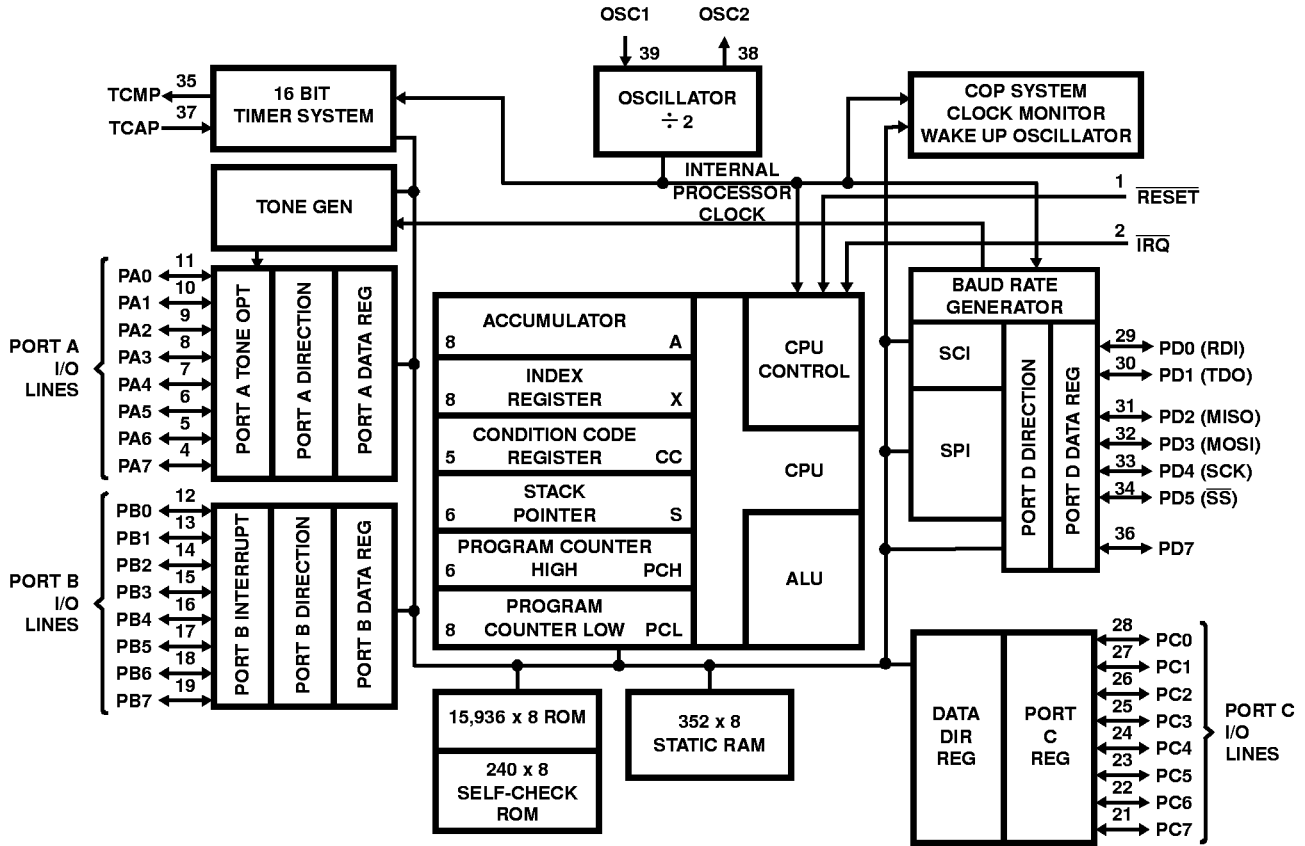 OSC1
OSC2
39
38
35
TCMP
37
TCAP
16 BIT
TIMER SYSTEM
OSCILLATOR
÷ 2
COP SYSTEM
CLOCK MONITOR
WAKE UP OSCILLATOR
INTERNAL
PROCESSOR
CLOCK
1
RESET
2
IRQ
TONE GEN
PORT A
I/O
LINES
PA0
11
PA1
10
PA2
9
PA3
8
PA4
7
PA5
6
PA6
5
PA7
4
PORT A TONE OPT
PORT A DIRECTION
PORT A DATA REG
PORT B
I/O
LINES
PB0
12
PB1
13
PB2
14
PB3
15
PB4
16
PB5
17
PB6
18
PB7
19
PORT B INTERRUPT
PORT B DIRECTION
PORT B DATA REG
ACCUMULATOR
8 A
INDEX
REGISTER
8 X
CONDITION CODE
REGISTER
5 CC
STACK
POINTER
6 S
PROGRAM COUNTER
HIGH
6 PCH
PROGRAM
COUNTER LOW
8 PCL
CPU
CONTROL
CPU
ALU
15,936 x 8 ROM
240 x 8
SELF-CHECK
ROM
352 x 8
STATIC RAM
BAUD RATE
GENERATOR
SCI
SPI
PORT D DIRECTION
PORT D DATA REG
29
PD0 (RDI)
30
PD1 (TDO)
31
PD2 (MISO)
32
PD3 (MOSI)
33
PD4 (SCK)
34
PD5 (SS)
36
PD7
DATA
DIR
REG
PORT
C
REG
28
PC0
27
PC1
26
PC2
25
PC3
24
PC4
23
PC5
22
PC6
21
PC7
PORT C
I/O
LINES